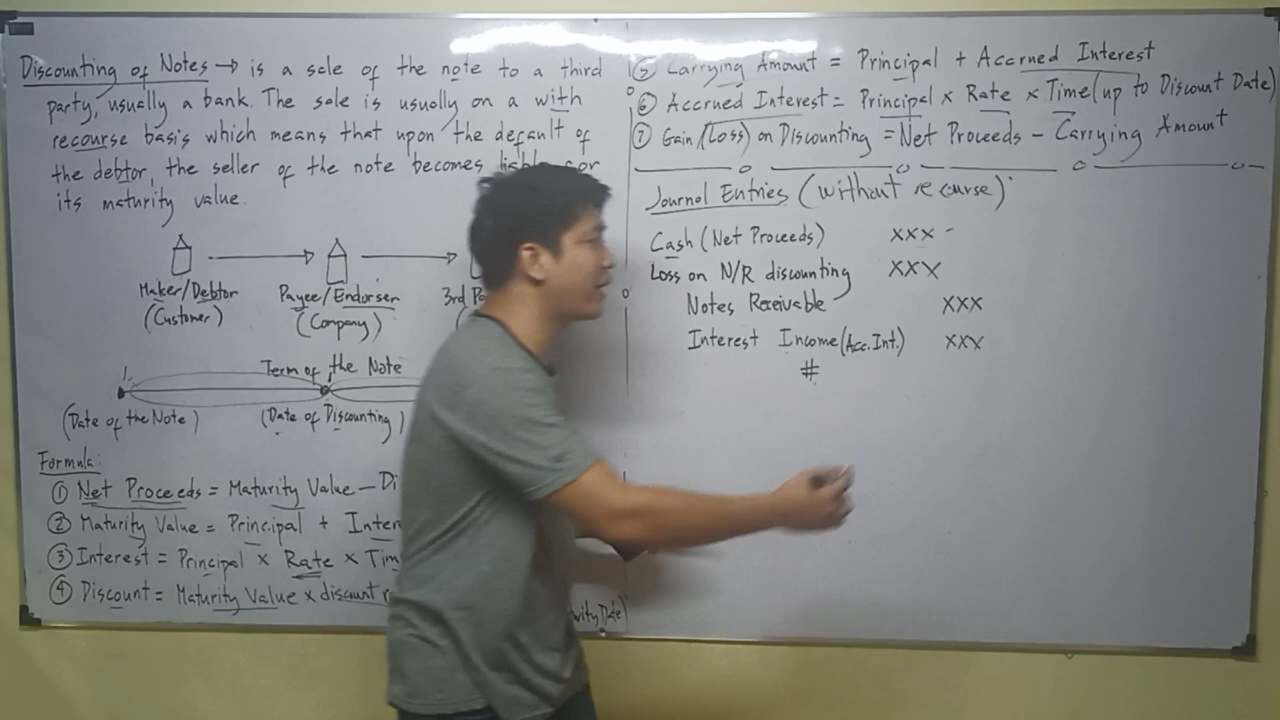 Discounting of Notes → is a sale of the note to a third
party, usually a bank. The sale is usually on a with
recourse basis which means that upon the default of
the debtor, the seller of the note becomes
its maturity value.
Maker/Debtor
(Customer)
Payee/Endorser
(Company)
3rd
Term of the Note
(Date of the Note)
(Date of Discounting)
Formula:
① Net Proceeds = Maturity Value – Di
② Maturity Value = Principal + Inter
③ Interest = Principal × Rate × Tim
④ Discount = Maturity Value × discount r
Date)
⑤ Carrying Amount = Principal + Accrued Interest
⑥ Accrued Interest = Principal × Rate × Time (up to Discount Date)
⑦ Gain/(Loss) on Discounting = Net Proceeds – Carrying Amount
Journal Entries (without recourse)
Cash (Net Proceeds) xxx
Loss on N/R discounting xxx
Notes Receivable xxx
Interest Income (Acc. Int.) xxx
#